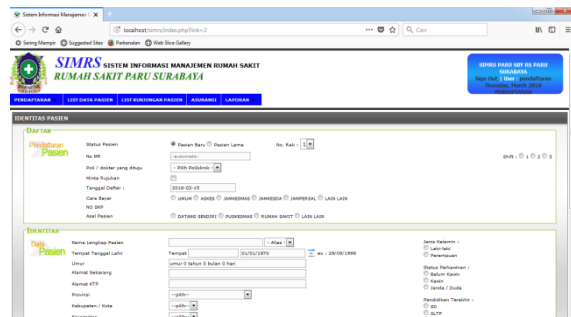 Sistem Informasi Manajemen
localhost/simrs/index.php?link=2
Cari
Sering Mampir Suggested Sites Perkenalan Web Slice Gallery
SIMRS SISTEM INFORMASI MANAJEMEN RUMAH SAKIT
RUMAH SAKIT PARU SURABAYA
SIMRS PARU SBY RS PARU
SURABAYA
Sign Out User : pendaftaran
Thursday, March 2018
PENDAFTARAN
PENDAFTARAN LIST DATA PASIEN LIST KUNJUNGAN PASIEN ASURANSI LAPORAN
IDENTITAS PASIEN
DAFTAR
Pendaftaran Pasien
Status Pasien Pasien Baru Pasien Lama No. Rak : 1
No MR -automatic- Shift : 1 2 3
Poli / dokter yang dituju - Pilih Poliklinik -
Minta Rujukan
Tanggal Daftar : 2018-03-15
Cara Bayar UMUM ASKES JAMKESMAS JAMKESDA JAMPERSAL LAIN LAIN
NO SKP
Asal Pasien DATANG SENDIRI PUSKESMAS RUMAH SAKIT LAIN LAIN
IDENTITAS
Data Pasien
Nama Lengkap Pasien - Alias -
Tempat Tanggal Lahir Tempat 01/01/1970 ex : 29/09/1999
Umur umur 0 tahun 0 bulan 0 hari
Alamat Sekarang
Alamat KTP
Provinsi --pilih--
Kabupaten / Kota --pilih--
Kecamatan --pilih--
Jenis Kelamin :
Laki-laki
Perempuan
Status Perkawinan :
Belum Kawin
Kawin
Janda / Duda
Pendidikan Terakhir :
SD
SLTP